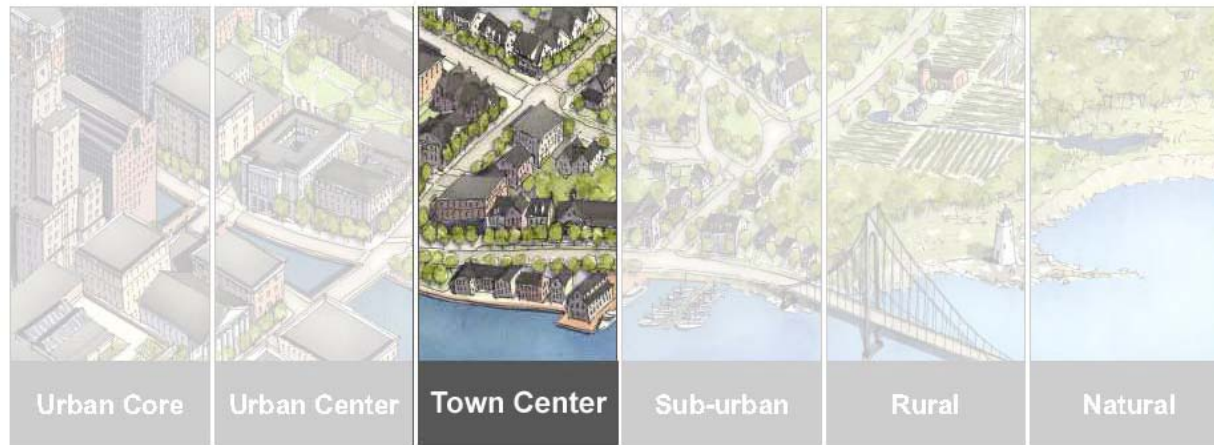 Urban Core
Urban Center
Town Center
Sub-urban
Rural
Natural